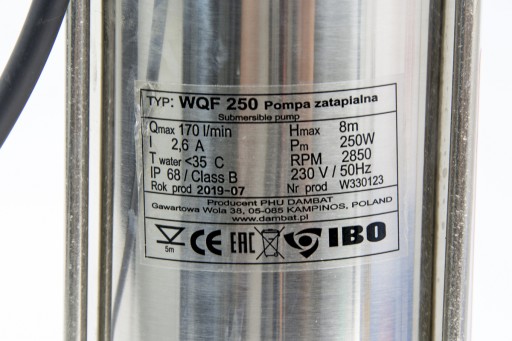 TYP: WQF 250 Pompa zatapialna
Submersible pump
Qmax 170 l/min Hmax 8m
I 2,6 A Pm 250W
T water <35 C RPM 2850
IP 68 / Class B 230 V / 50Hz
Rok prod 2019-07 Nr prod W330123
Producent PHU DAMBAT
Gawartowa Wola 38, 05-085 KAMPINOS, POLAND
www.dambat.pl
5m CE EAC IBO